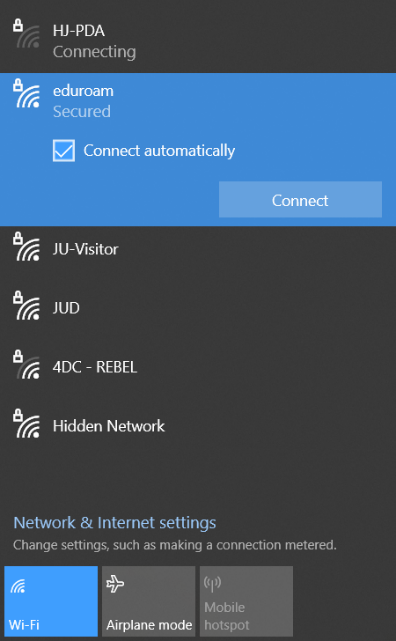 HJ-PDA
Connecting
eduroam
Secured
Connect automatically
Connect
JU-Visitor
JUD
4DC - REBEL
Hidden Network
Network & Internet settings
Change settings, such as making a connection metered.
Wi-Fi
Airplane mode
Mobile
hotspot